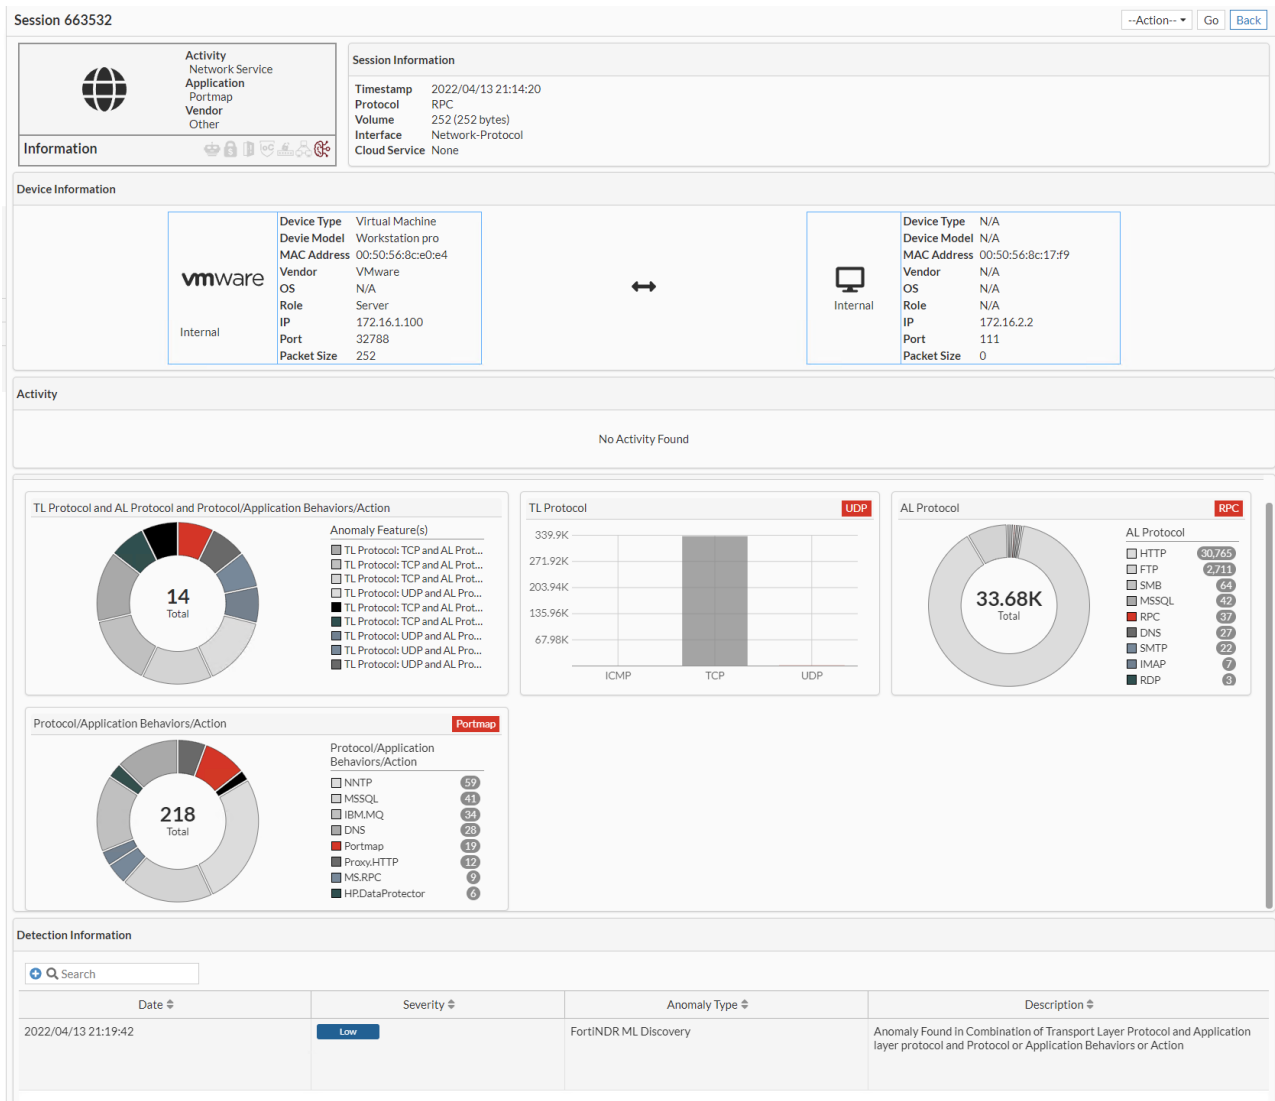 Session 663532
--Action--
Go
Back
Activity
Network Service
Application
Portmap
Vendor
Other
Information
Session Information
Timestamp 2022/04/13 21:14:20
Protocol RPC
Volume 252 (252 bytes)
Interface Network-Protocol
Cloud Service None
Device Information
vmware
Internal
Device Type Virtual Machine
Devie Model Workstation pro
MAC Address 00:50:56:8c:e0:e4
Vendor VMware
OS N/A
Role Server
IP 172.16.1.100
Port 32788
Packet Size 252
Internal
Device Type N/A
Device Model N/A
MAC Address 00:50:56:8c:17:f9
Vendor N/A
OS N/A
Role N/A
IP 172.16.2.2
Port 111
Packet Size 0
Activity
No Activity Found
TL Protocol and AL Protocol and Protocol/Application Behaviors/Action
14
Total
Anomaly Feature(s)
TL Protocol: TCP and AL Prot...
TL Protocol: TCP and AL Prot...
TL Protocol: TCP and AL Prot...
TL Protocol: UDP and AL Pro...
TL Protocol: TCP and AL Prot...
TL Protocol: TCP and AL Prot...
TL Protocol: UDP and AL Pro...
TL Protocol: UDP and AL Pro...
TL Protocol: UDP and AL Pro...
TL Protocol
UDP
339.9K
271.92K
203.94K
135.96K
67.98K
ICMP TCP UDP
AL Protocol
RPC
33.68K
Total
AL Protocol
HTTP 30,765
FTP 2,711
SMB 64
MSSQL 42
RPC 37
DNS 27
SMTP 22
IMAP 7
RDP 3
Protocol/Application Behaviors/Action
Portmap
218
Total
Protocol/Application
Behaviors/Action
NNTP 59
MSSQL 41
IBM.MQ 34
DNS 28
Portmap 19
Proxy.HTTP 12
MS.RPC 9
HP.DataProtector 6
Detection Information
Search
Date Severity Anomaly Type Description
2022/04/13 21:19:42 Low FortiNDR ML Discovery Anomaly Found in Combination of Transport Layer Protocol and Application
layer protocol and Protocol or Application Behaviors or Action